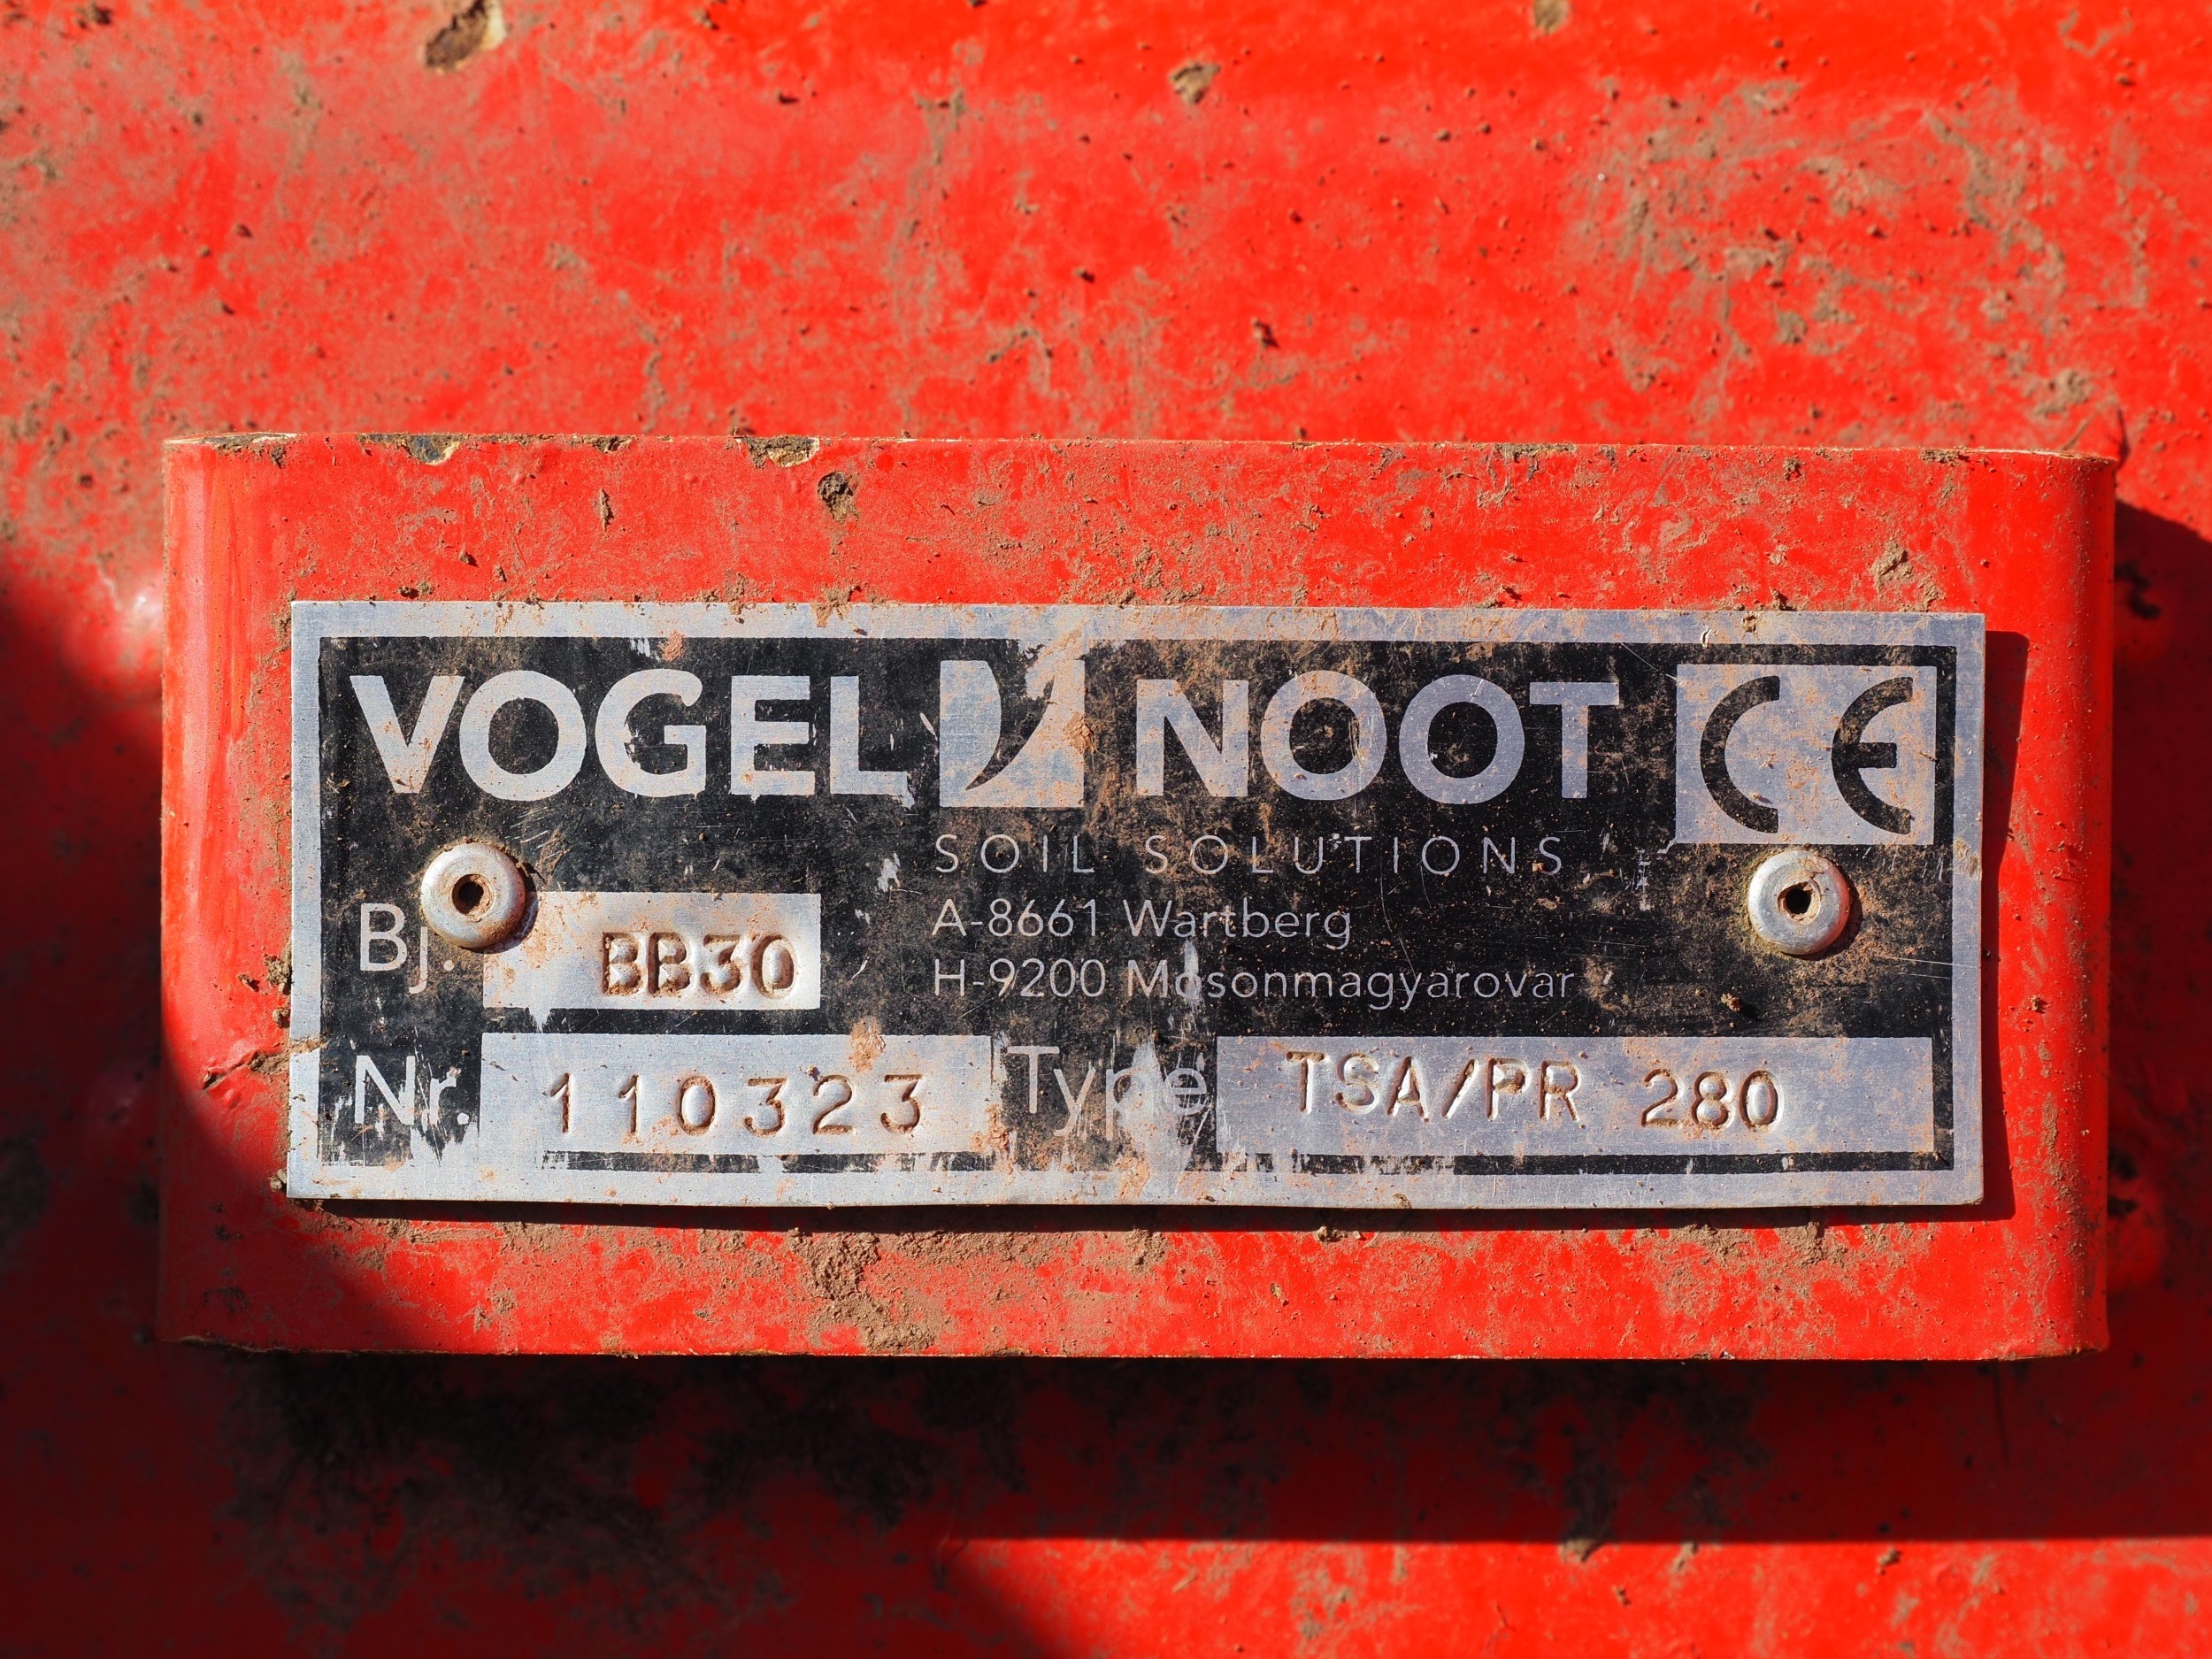 VOGEL NOOT CE
SOIL SOLUTIONS
A-8661 Wartberg
Bj. BB30
H-9200 Mosonmagyarovar
Nr. 110323 Type TSA/PR 280